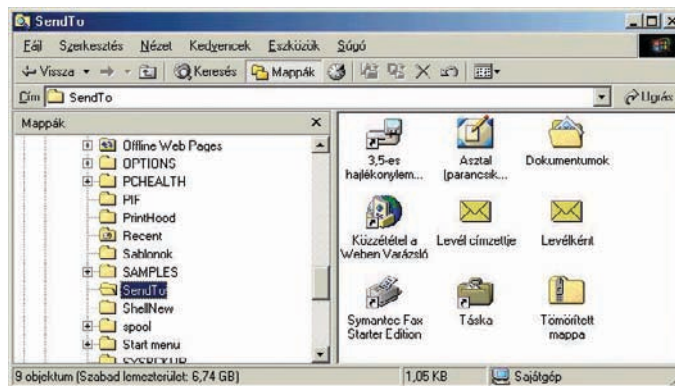 SendTo
Fájl Szerkesztés Nézet Kedvencek Eszközök Súgó
Vissza Keresés Mappák
Cím SendTo Ugrás
Mappák
Offline Web Pages
OPTIONS
PCHEALTH
PIF
PrintHood
Recent
Sablonok
SAMPLES
SendTo
ShellNew
spool
Start menu
SYSBCKUP
3,5-es
hajlékonylem...
Asztal
(parancsik...
Dokumentumok
Közzététel a
Weben Varázsló
Levél címzettje
Levélként
Symantec Fax
Starter Edition
Táska
Tömörített
mappa
9 objektum (Szabad lemezterület: 6,74 GB) 1,05 KB Sajátgép